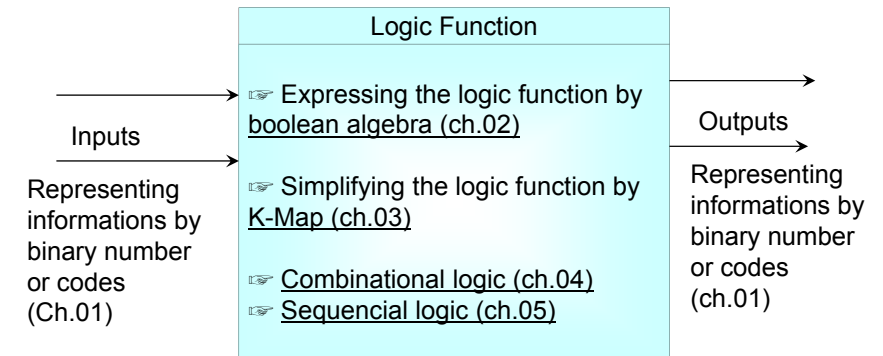 Logic Function
☞ Expressing the logic function by
boolean algebra (ch.02)
☞ Simplifying the logic function by
K-Map (ch.03)
☞ Combinational logic (ch.04)
☞ Sequencial logic (ch.05)
Inputs
Representing
informations by
binary number
or codes
(Ch.01)
Outputs
Representing
informations by
binary number
or codes
(ch.01)